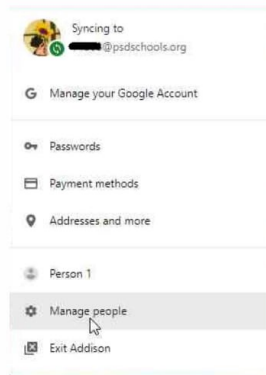 Syncing to
@psdschools.org
Manage your Google Account
Passwords
Payment methods
Addresses and more
Person 1
Manage people
Exit Addison